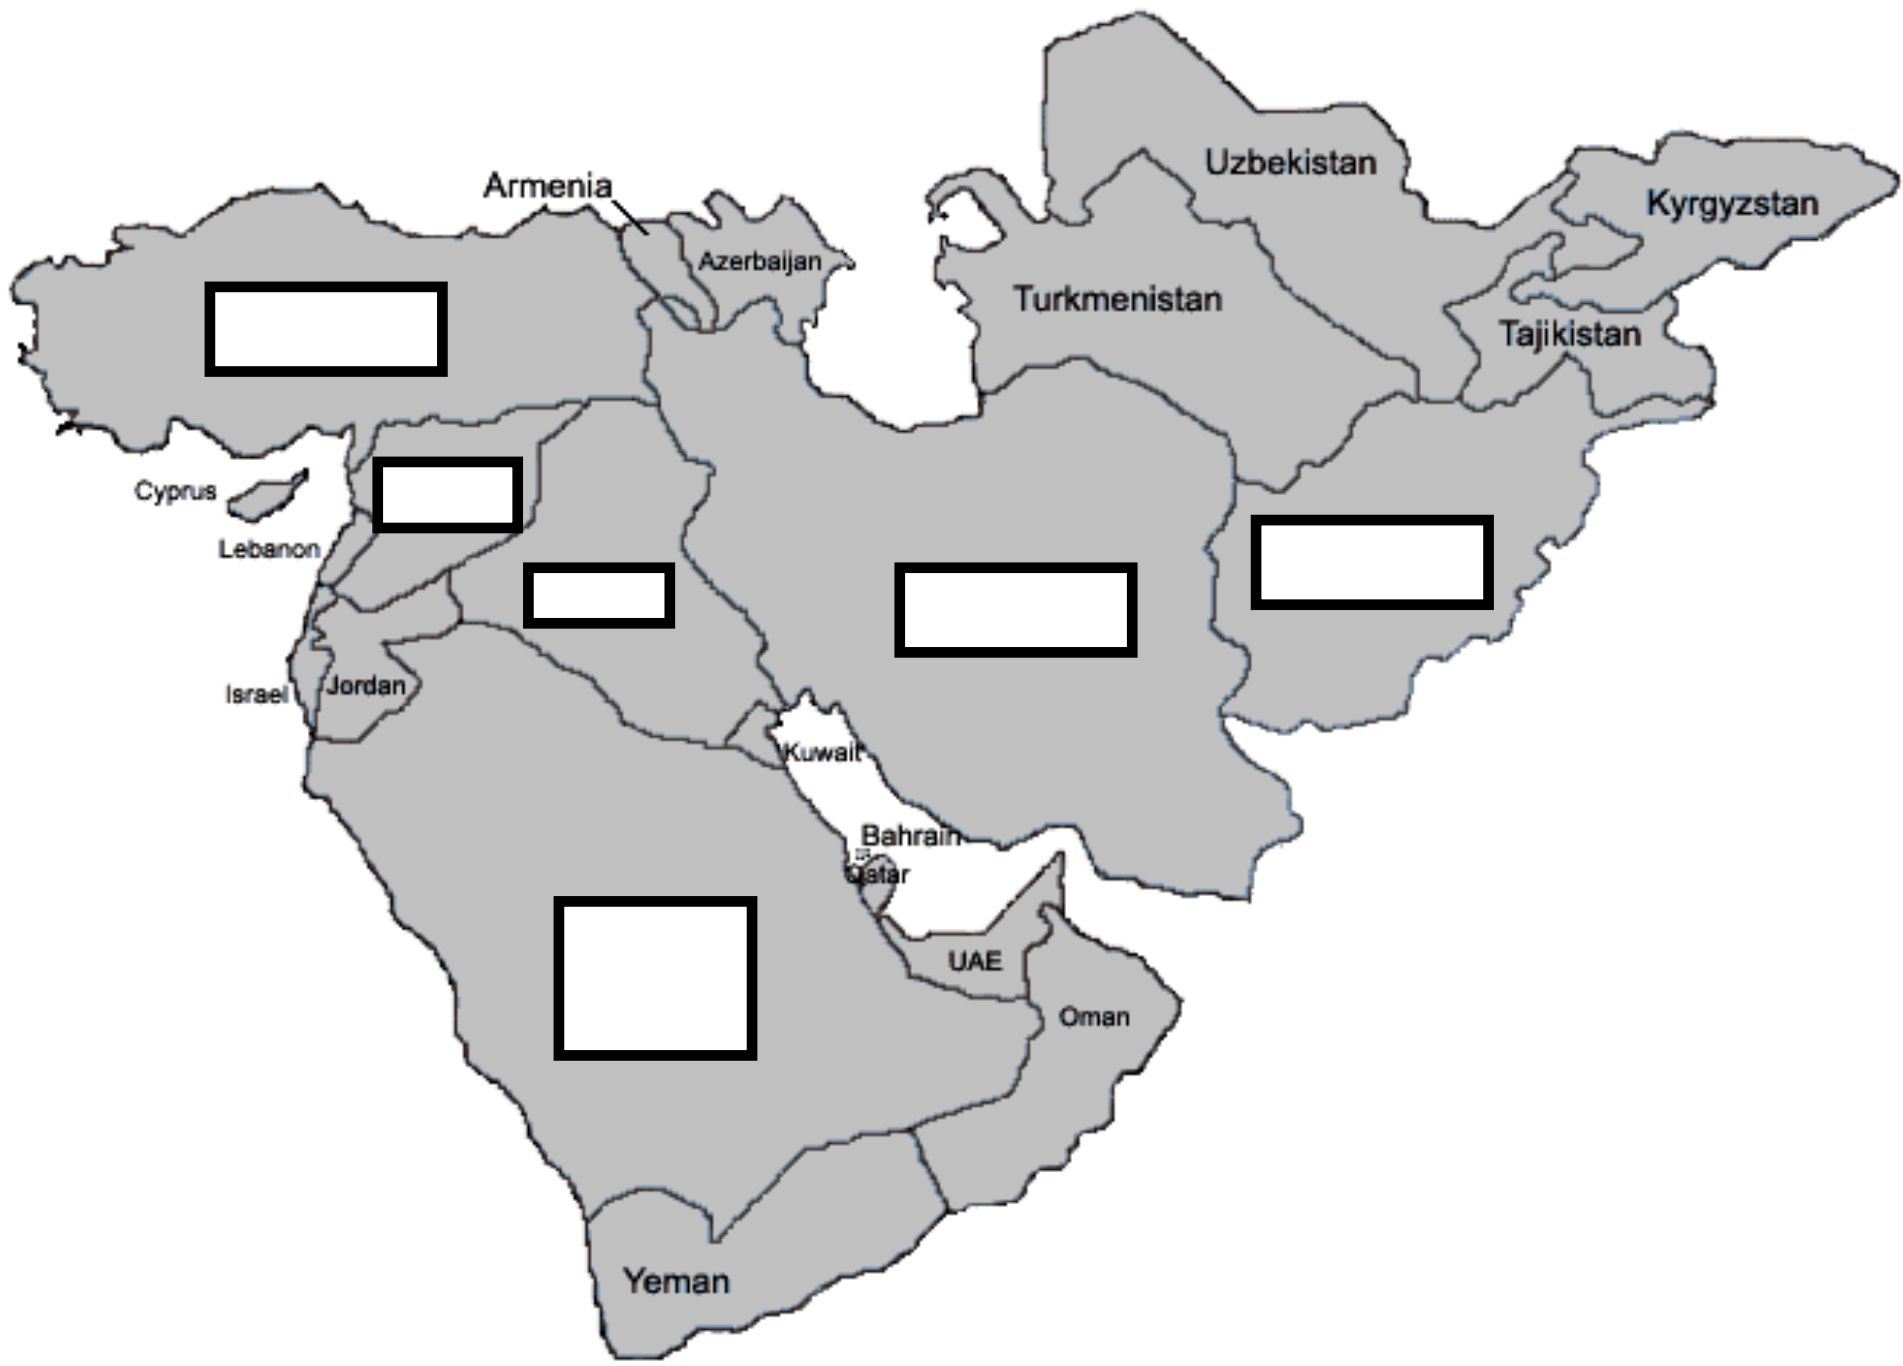 Uzbekistan
Kyrgyzstan
Armenia
Azerbaijan
Turkmenistan
Tajikistan
Cyprus
Lebanon
Israel
Jordan
Kuwait
Bahrain
Qatar
UAE
Oman
Yeman